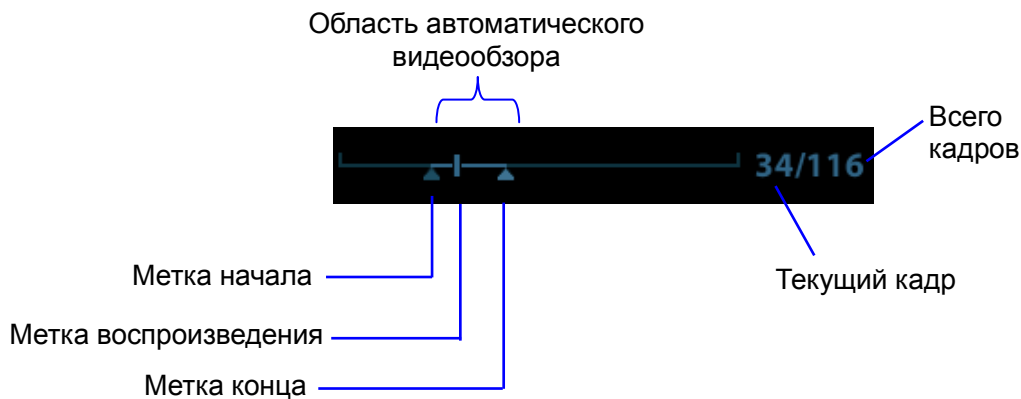 Область автоматического
видеообзора
Всего
кадров
34/116
Метка начала
Текущий кадр
Метка воспроизведения
Метка конца